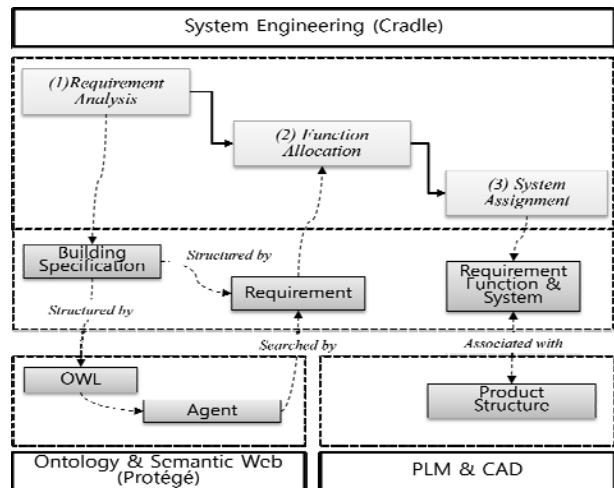 System Engineering (Cradle)
(1)Requirement
Analysis
(2) Function
Allocation
(3) System
Assignment
Building
Specification
Structured by
Requirement
Requirement
Function &
System
Structured by
Searched by
Associated with
OWL
Agent
Product
Structure
Ontology & Semantic Web
(Protégé)
PLM & CAD